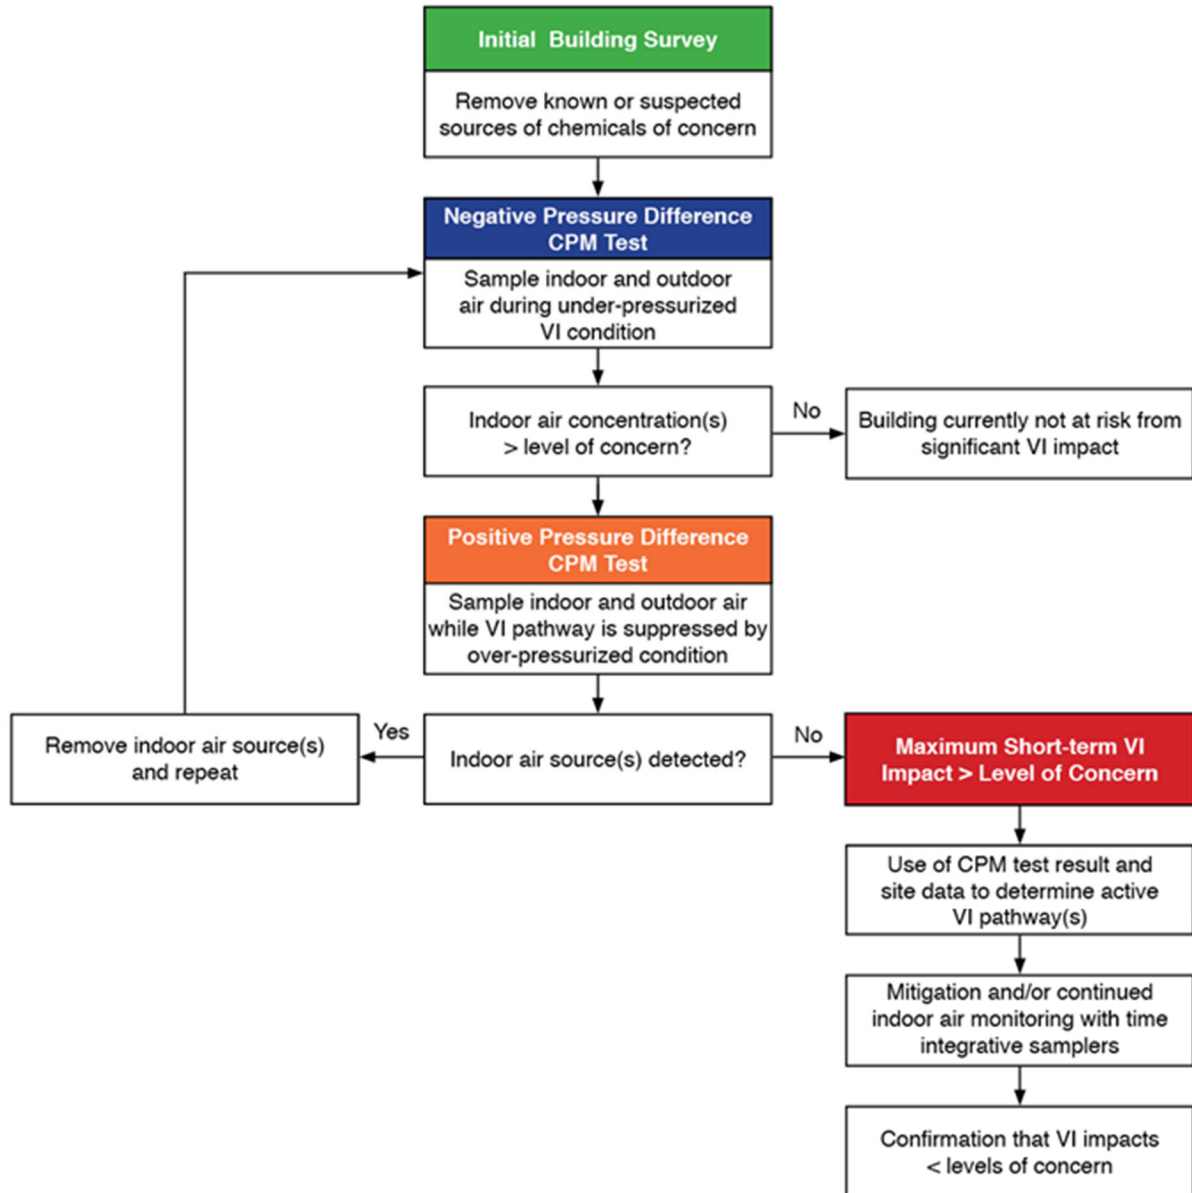 Initial Building Survey
Remove known or suspected
sources of chemicals of concern
Negative Pressure Difference
CPM Test
Sample indoor and outdoor
air during under-pressurized
VI condition
Indoor air concentration(s)
> level of concern?
No
Building currently not at risk from
significant VI impact
Positive Pressure Difference
CPM Test
Sample indoor and outdoor air
while VI pathway is suppressed by
over-pressurized condition
Remove indoor air source(s)
and repeat
Yes
Indoor air source(s) detected?
No
Maximum Short-term VI
Impact > Level of Concern
Use of CPM test result and
site data to determine active
VI pathway(s)
Mitigation and/or continued
indoor air monitoring with time
integrative samplers
Confirmation that VI impacts
< levels of concern